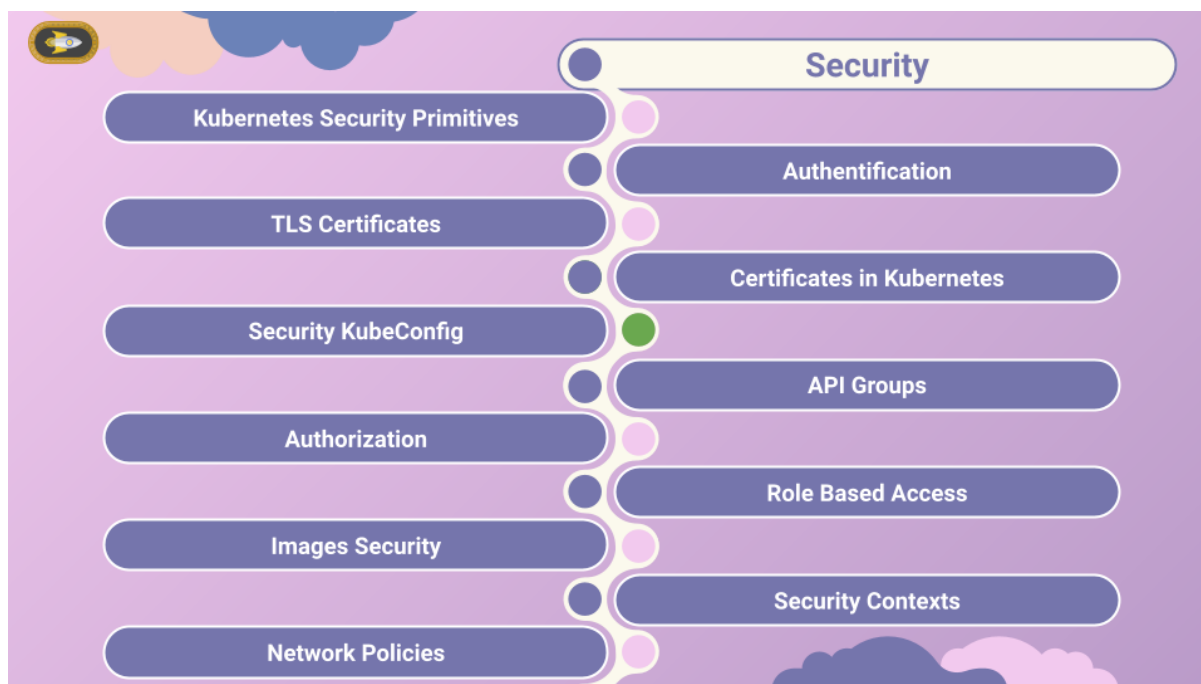 Security
Kubernetes Security Primitives
Authentification
TLS Certificates
Certificates in Kubernetes
Security KubeConfig
API Groups
Authorization
Role Based Access
Images Security
Security Contexts
Network Policies